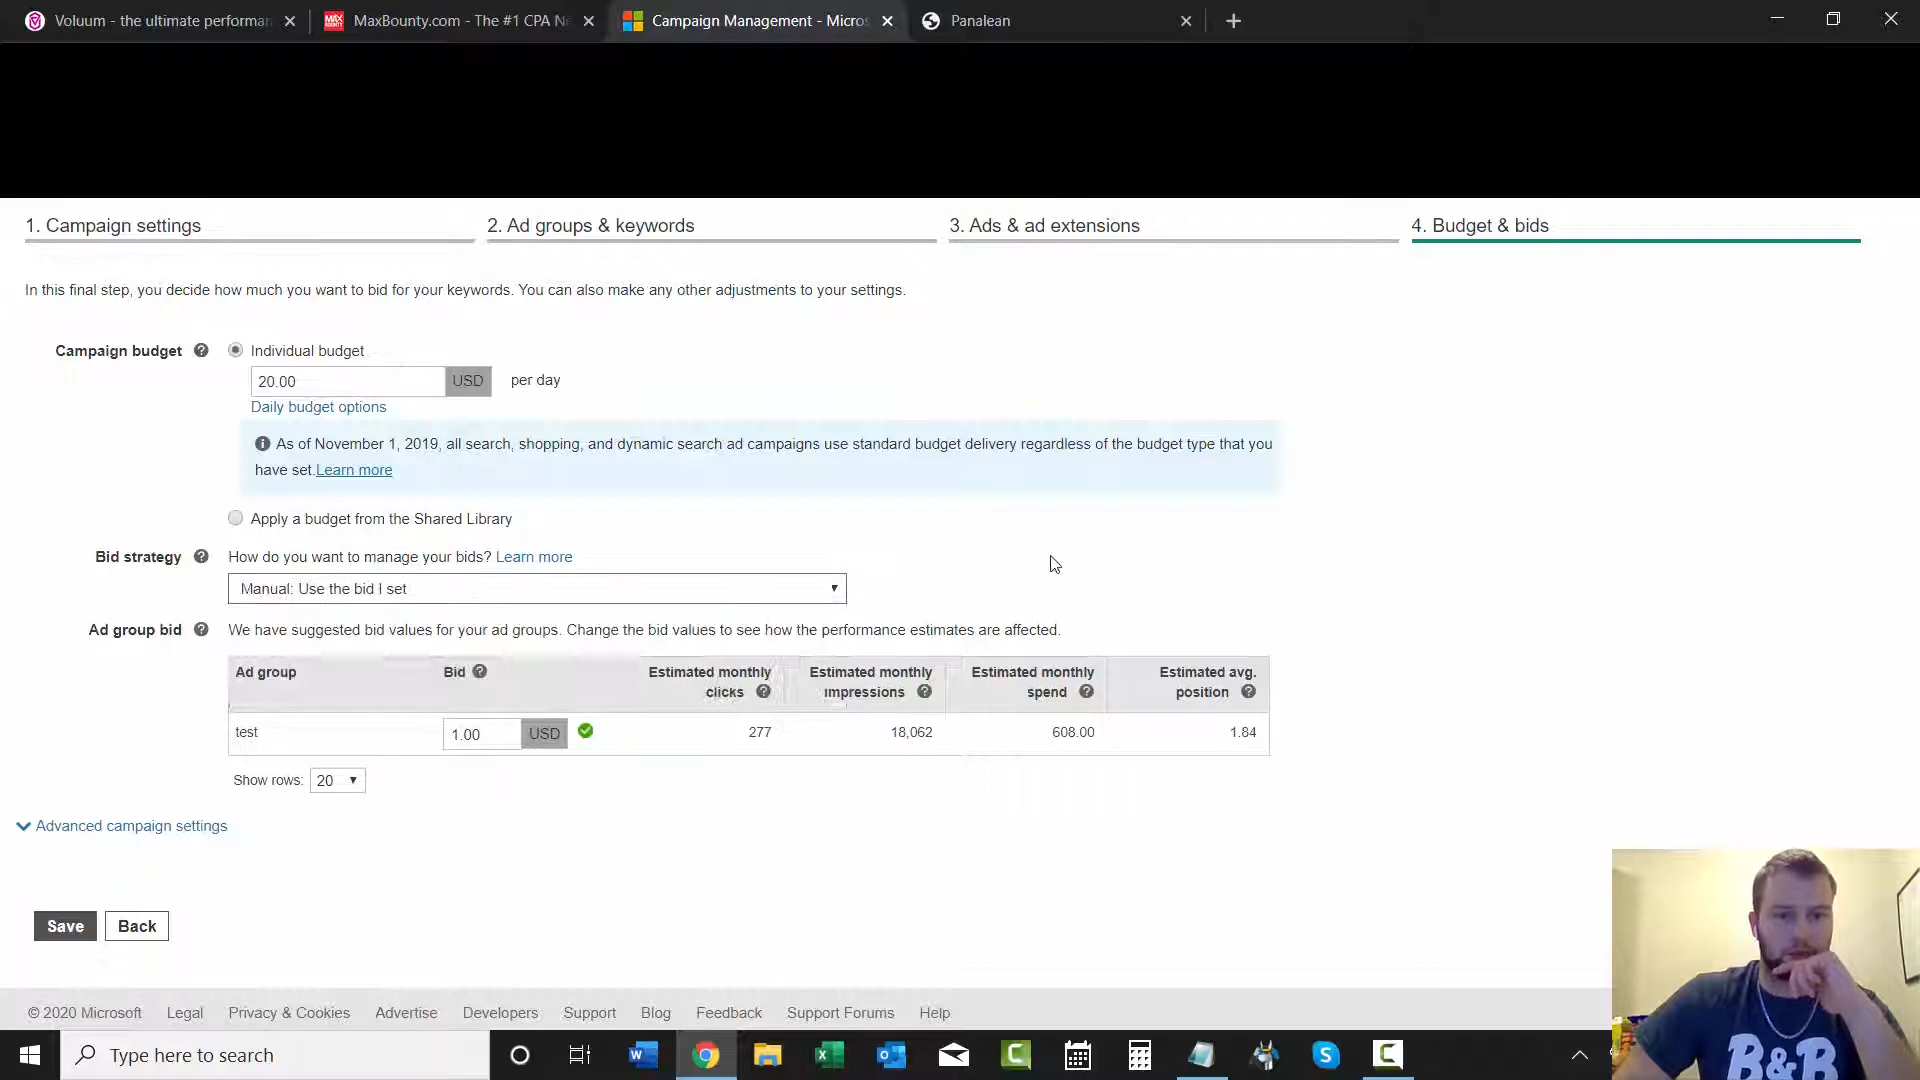 Voluum - the ultimate performan
MaxBounty.com - The #1 CPA Ne
Campaign Management - Micros
Panalean
1. Campaign settings
2. Ad groups & keywords
3. Ads & ad extensions
4. Budget & bids
In this final step, you decide how much you want to bid for your keywords. You can also make any other adjustments to your settings.
Campaign budget
Individual budget
20.00 USD per day
Daily budget options
As of November 1, 2019, all search, shopping, and dynamic search ad campaigns use standard budget delivery regardless of the budget type that you
have set.Learn more
Apply a budget from the Shared Library
Bid strategy
How do you want to manage your bids? Learn more
Manual: Use the bid I set
Ad group bid
We have suggested bid values for your ad groups. Change the bid values to see how the performance estimates are affected.
Ad group
Bid
Estimated monthly
clicks
Estimated monthly
impressions
Estimated monthly
spend
Estimated avg.
position
test 1.00 USD 277 18,062 608.00 1.84
Show rows: 20
Advanced campaign settings
Save
Back
© 2020 Microsoft Legal Privacy & Cookies Advertise Developers Support Blog Feedback Support Forums Help
Type here to search
B&B